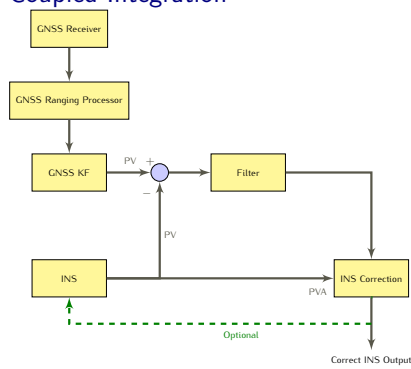 Coupled Integration
GNSS Receiver
GNSS Ranging Processor
GNSS KF
PV
+
−
Filter
PV
INS
PVA
INS Correction
Optional
Correct INS Output